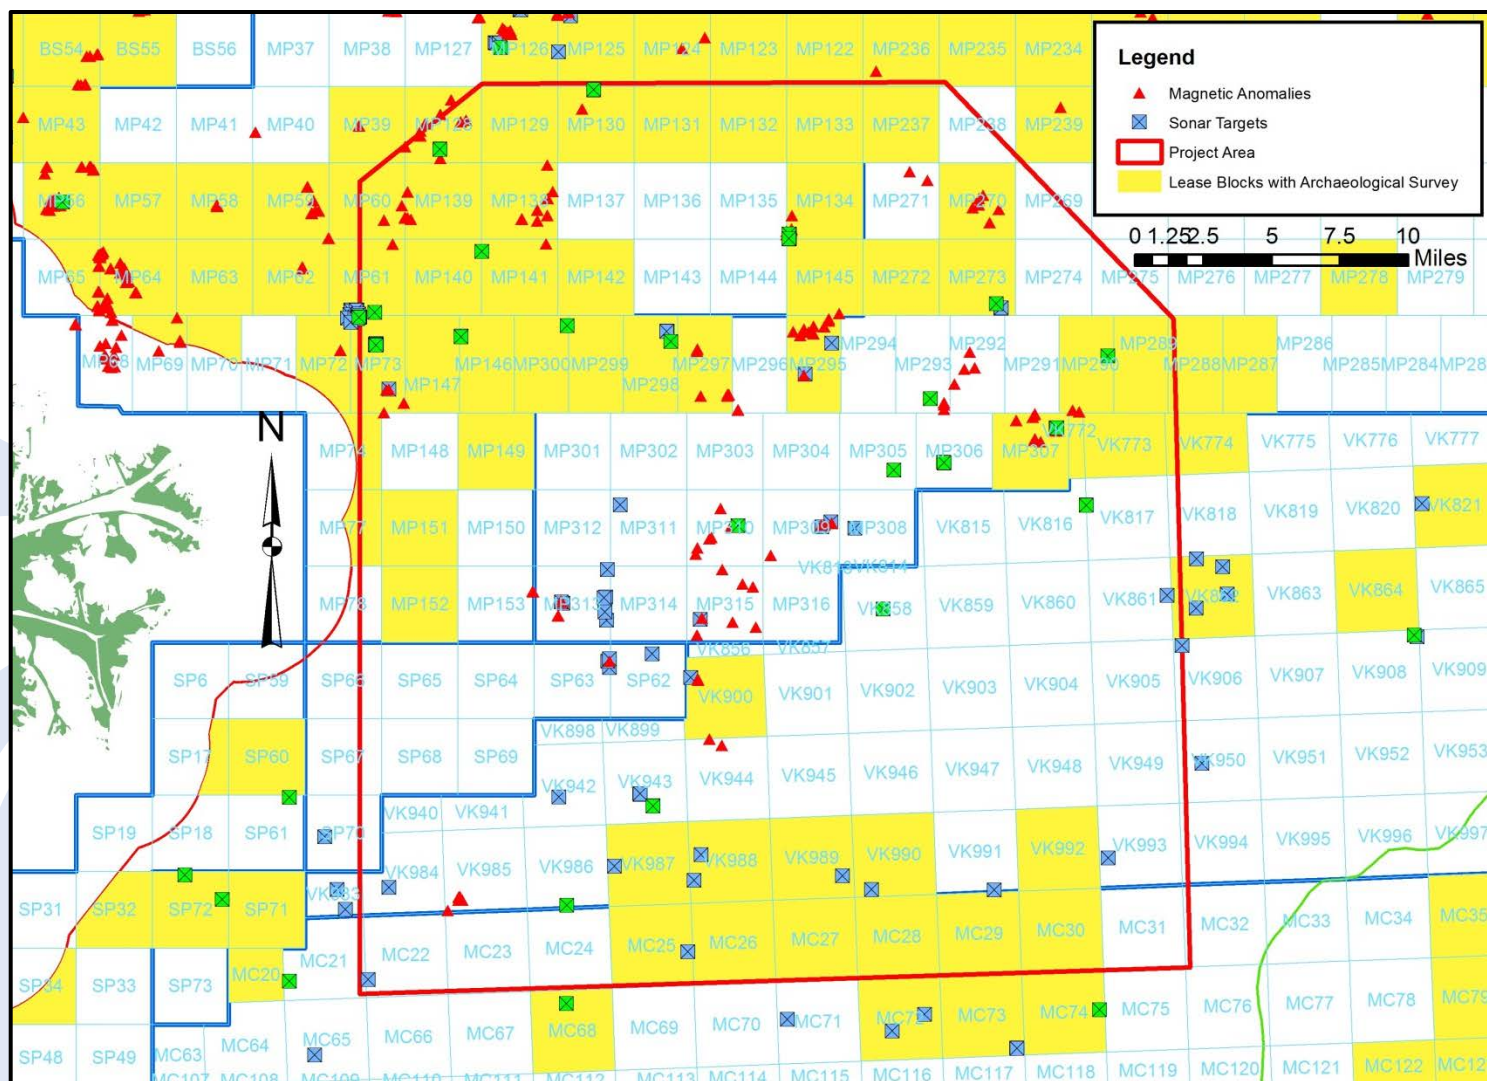 BS54 BS55 BS56 MP37 MP38 MP127 MP126 MP125 MP124 MP123 MP122 MP236 MP235 MP234
Legend
Magnetic Anomalies
Sonar Targets
Project Area
Lease Blocks with Archaeological Survey
0 1.25 2.5 5 7.5 10
Miles
MP43 MP42 MP41 MP40 MP39 MP128 MP129 MP130 MP131 MP132 MP133 MP237 MP238 MP239
MP56 MP57 MP58 MP59 MP60 MP139 MP138 MP137 MP136 MP135 MP134 MP271 MP270 MP269
MP65 MP64 MP63 MP62 MP61 MP140 MP141 MP142 MP143 MP144 MP145 MP272 MP273 MP274 MP275 MP276 MP277 MP278 MP279
MP68 MP69 MP70 MP71 MP72 MP73 MP147 MP146 MP300 MP299 MP298 MP297 MP296 MP295 MP294 MP293 MP292 MP291 MP290 MP289 MP288 MP287 MP286 MP285 MP284
N
MP74 MP148 MP149 MP301 MP302 MP303 MP304 MP305 MP306 MP307 VK772 VK773 VK774 VK775 VK776 VK777
MP77 MP151 MP150 MP312 MP311 MP310 MP309 MP308 VK815 VK816 VK817 VK818 VK819 VK820 VK821
VK813 VK814
MP78 MP152 MP153 MP313 MP314 MP315 MP316 VK858 VK859 VK860 VK861 VK862 VK863 VK864 VK865
VK856 VK857
SP6 SP59 SP66 SP65 SP64 SP63 SP62 VK900 VK901 VK902 VK903 VK904 VK905 VK906 VK907 VK908 VK909
VK898 VK899
SP17 SP60 SP67 SP68 SP69 VK942 VK943 VK944 VK945 VK946 VK947 VK948 VK949 VK950 VK951 VK952 VK953
VK940 VK941
SP19 SP18 SP61 SP70 VK984 VK985 VK986 VK987 VK988 VK989 VK990 VK991 VK992 VK993 VK994 VK995 VK996 VK997
VK983
SP31 SP32 SP72 SP71 MC22 MC23 MC24 MC25 MC26 MC27 MC28 MC29 MC30 MC31 MC32 MC33 MC34 MC35
SP34 SP33 SP73 MC20 MC21
MC65 MC66 MC67 MC68 MC69 MC70 MC71 MC72 MC73 MC74 MC75 MC76 MC77 MC78 MC79
SP48 SP49 MC63 MC64
MC107 MC108 MC109 MC110 MC111 MC112 MC113 MC114 MC115 MC116 MC117 MC118 MC119 MC120 MC121 MC122